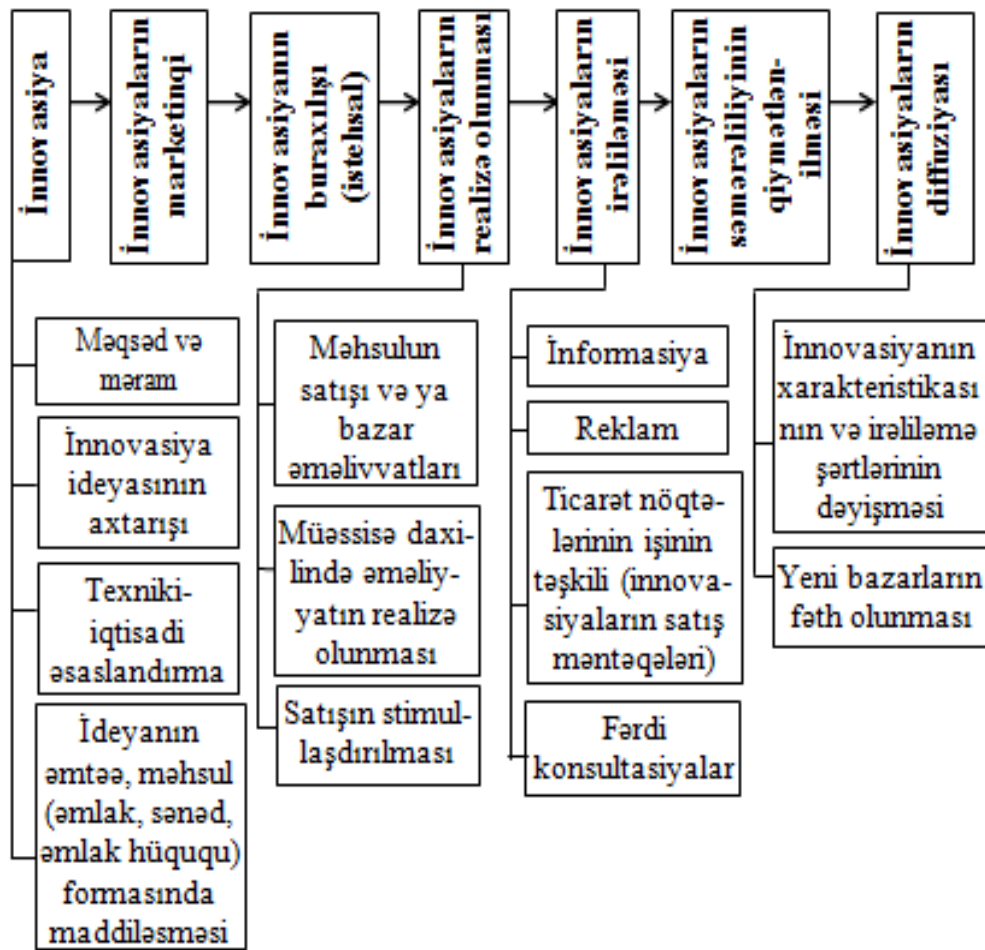 İnnovasiya
İnnovasiyaların
marketinqi
İnnovasiyanın
buraxılışı
(istehsal)
İnnovasiyaların
realizə olunması
İnnovasiyaların
irəliləməsi
İnnovasiyaların
səmərəliliyinin
qiymətlən-
ilməsi
İnnovasiyaların
diffuziyası
Məqsəd və
məram
İnnovasiya
ideyasının
axtarışı
Texniki-
iqtisadi
əsaslandırma
İdeyanın
əmtəə, məhsul
(əmlak, sənəd,
əmlak hüququ)
formasında
maddiləsməsi
Məhsulun
satışı və ya
bazar
əməlivvatları
Müəssisə daxi-
lində əməliy-
yatın realizə
olunması
Satışın stimul-
laşdırılması
İnformasiya
Reklam
Ticarət nöqtə-
lərinin işinin
təşkili (innova-
siyaların satış
məntəqələri)
Fərdi
konsultasiyalar
İnnovasiyanın
xarakteristikası
nın və irəliləmə
şərtlərinin
dəyişməsi
Yeni bazarların
fəth olunması